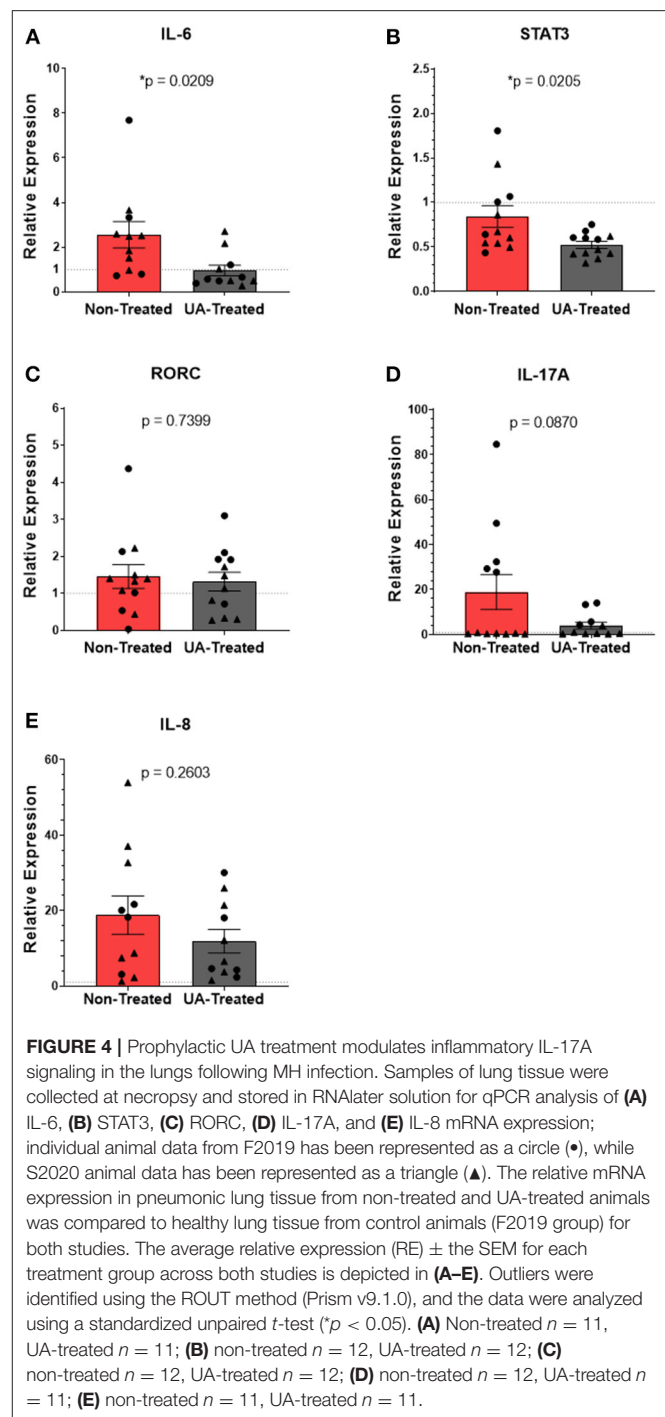 A
IL-6
*p = 0.0209
Relative Expression
10
8
6
4
2
1
0
Non-Treated UA-Treated
B
STAT3
*p = 0.0205
Relative Expression
2.5
2.0
1.5
1
0.5
0.0
Non-Treated UA-Treated
C
RORC
p = 0.7399
Relative Expression
6
5
4
3
2
1
0
Non-Treated UA-Treated
D
IL-17A
p = 0.0870
Relative Expression
100
80
60
40
20
0
Non-Treated UA-Treated
E
IL-8
p = 0.2603
Relative Expression
60
40
20
0
Non-Treated UA-Treated
FIGURE 4 | Prophylactic UA treatment modulates inflammatory IL-17A
signaling in the lungs following MH infection. Samples of lung tissue were
collected at necropsy and stored in RNAlater solution for qPCR analysis of (A)
IL-6, (B) STAT3, (C) RORC, (D) IL-17A, and (E) IL-8 mRNA expression;
individual animal data from F2019 has been represented as a circle (●), while
S2020 animal data has been represented as a triangle (▲). The relative mRNA
expression in pneumonic lung tissue from non-treated and UA-treated animals
was compared to healthy lung tissue from control animals (F2019 group) for
both studies. The average relative expression (RE) ± the SEM for each
treatment group across both studies is depicted in (A–E). Outliers were
identified using the ROUT method (Prism v9.1.0), and the data were analyzed
using a standardized unpaired t-test (*p < 0.05). (A) Non-treated n = 11,
UA-treated n = 11; (B) non-treated n = 12, UA-treated n = 12; (C)
non-treated n = 12, UA-treated n = 12; (D) non-treated n = 12, UA-treated n
= 11; (E) non-treated n = 11, UA-treated n = 11.